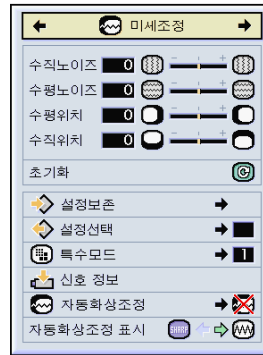 미세조정
수직노이즈 0 - +
수평노이즈 0 - +
수평위치 0 - +
수직위치 0 - +
초기화
설정보존
설정선택
특수모드 1
신호 정보
자동화상조정
자동화상조정 표시 SHARP